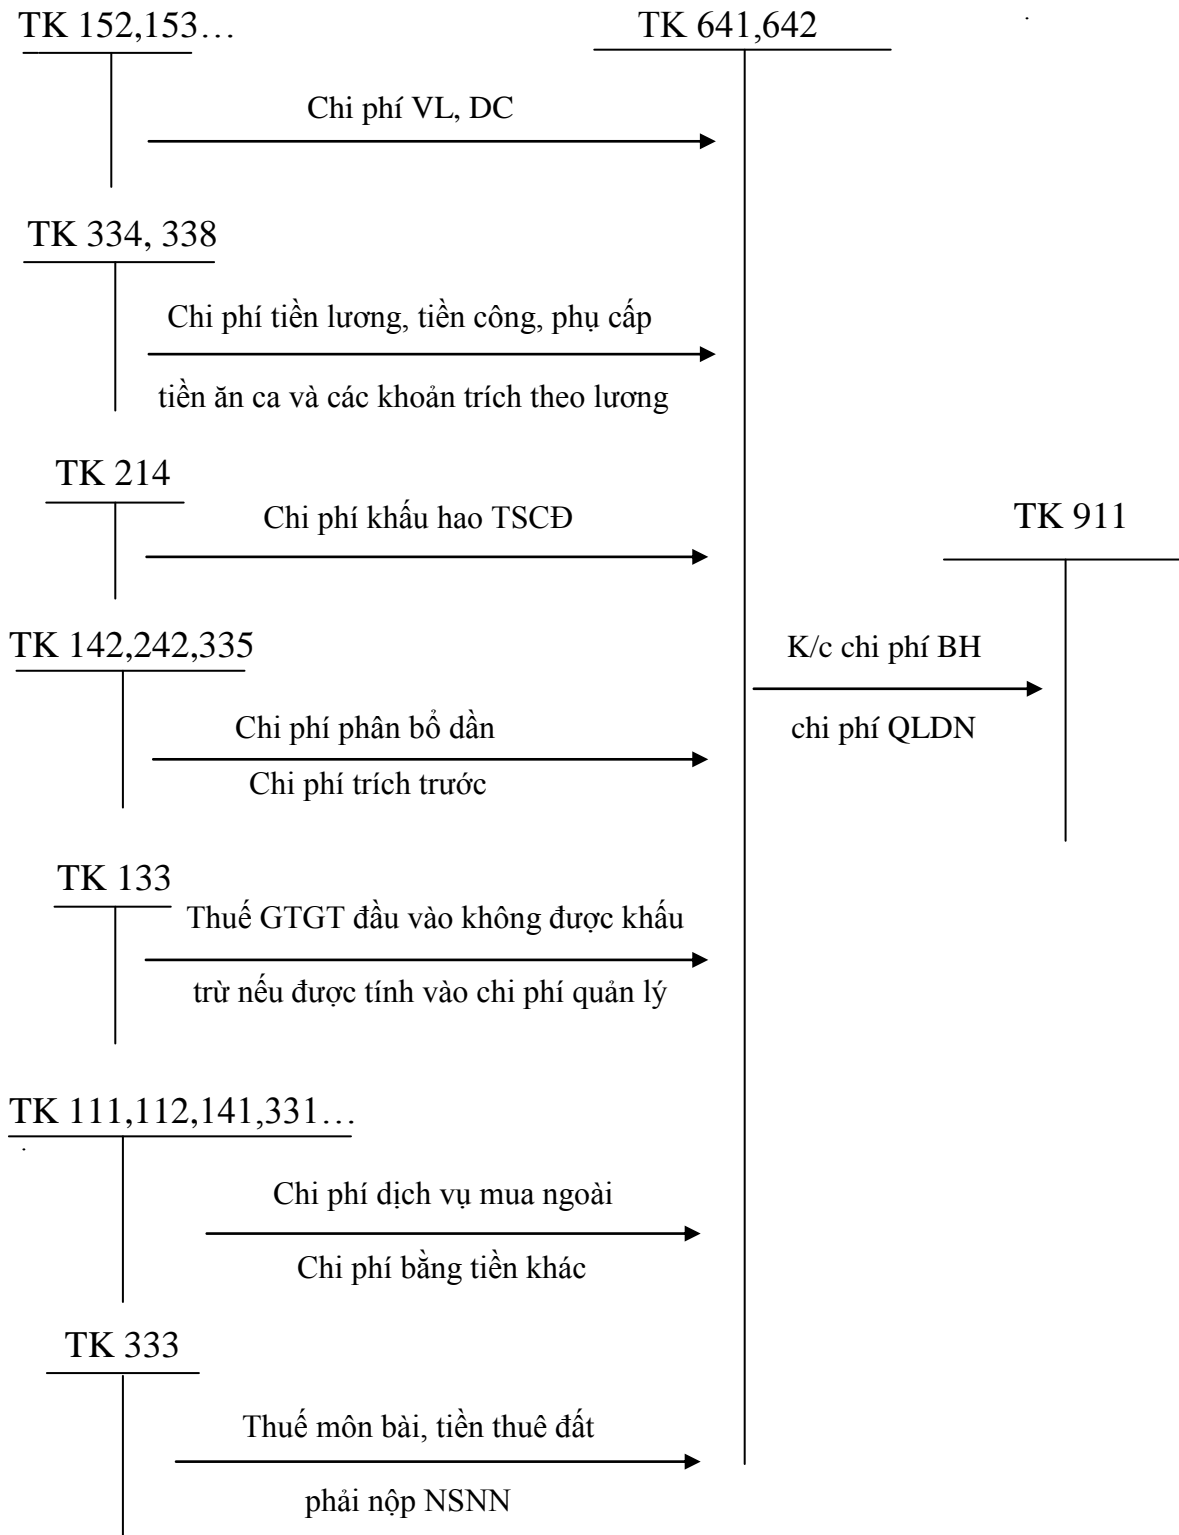 TK 152,153…
TK 641,642
Chi phí VL, DC
TK 334, 338
Chi phí tiền lương, tiền công, phụ cấp
tiền ăn ca và các khoản trích theo lương
TK 214
Chi phí khấu hao TSCĐ
TK 911
TK 142,242,335
K/c chi phí BH
chi phí QLDN
Chi phí phân bổ dần
Chi phí trích trước
TK 133
Thuế GTGT đầu vào không được khấu
trừ nếu được tính vào chi phí quản lý
TK 111,112,141,331…
Chi phí dịch vụ mua ngoài
Chi phí bằng tiền khác
TK 333
Thuế môn bài, tiền thuê đất
phải nộp NSNN